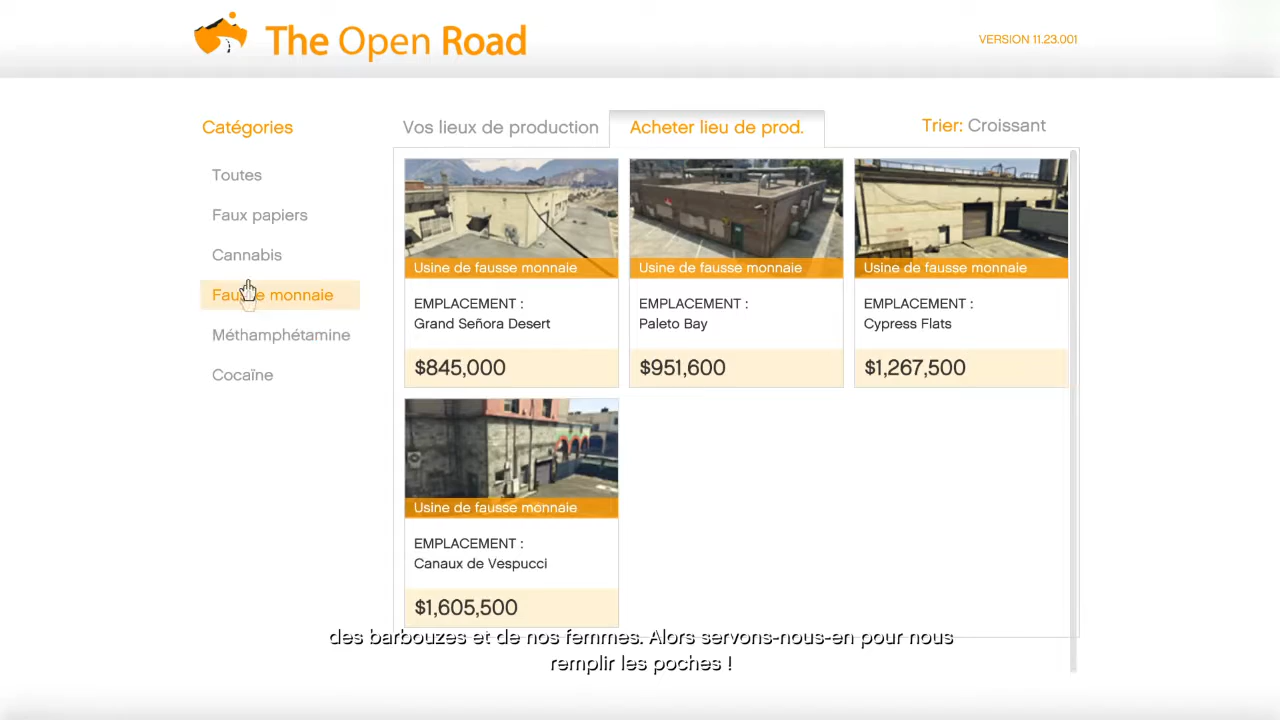 The Open Road
VERSION 11.23.001
Catégories
Toutes
Faux papiers
Cannabis
Fausse monnaie
Méthamphétamine
Cocaïne
Vos lieux de production
Acheter lieu de prod.
Trier: Croissant
Usine de fausse monnaie
EMPLACEMENT :
Grand Señora Desert
$845,000
Usine de fausse monnaie
EMPLACEMENT :
Paleto Bay
$951,600
Usine de fausse monnaie
EMPLACEMENT :
Cypress Flats
$1,267,500
Usine de fausse monnaie
EMPLACEMENT :
Canaux de Vespucci
$1,605,500
des barbouzes et de nos femmes. Alors servons-nous-en pour nous
remplir les poches !